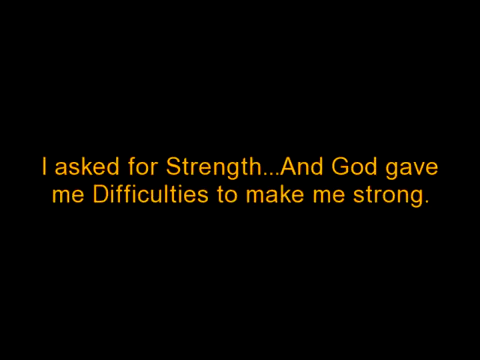 I asked for Strength...And God gave
me Difficulties to make me strong.